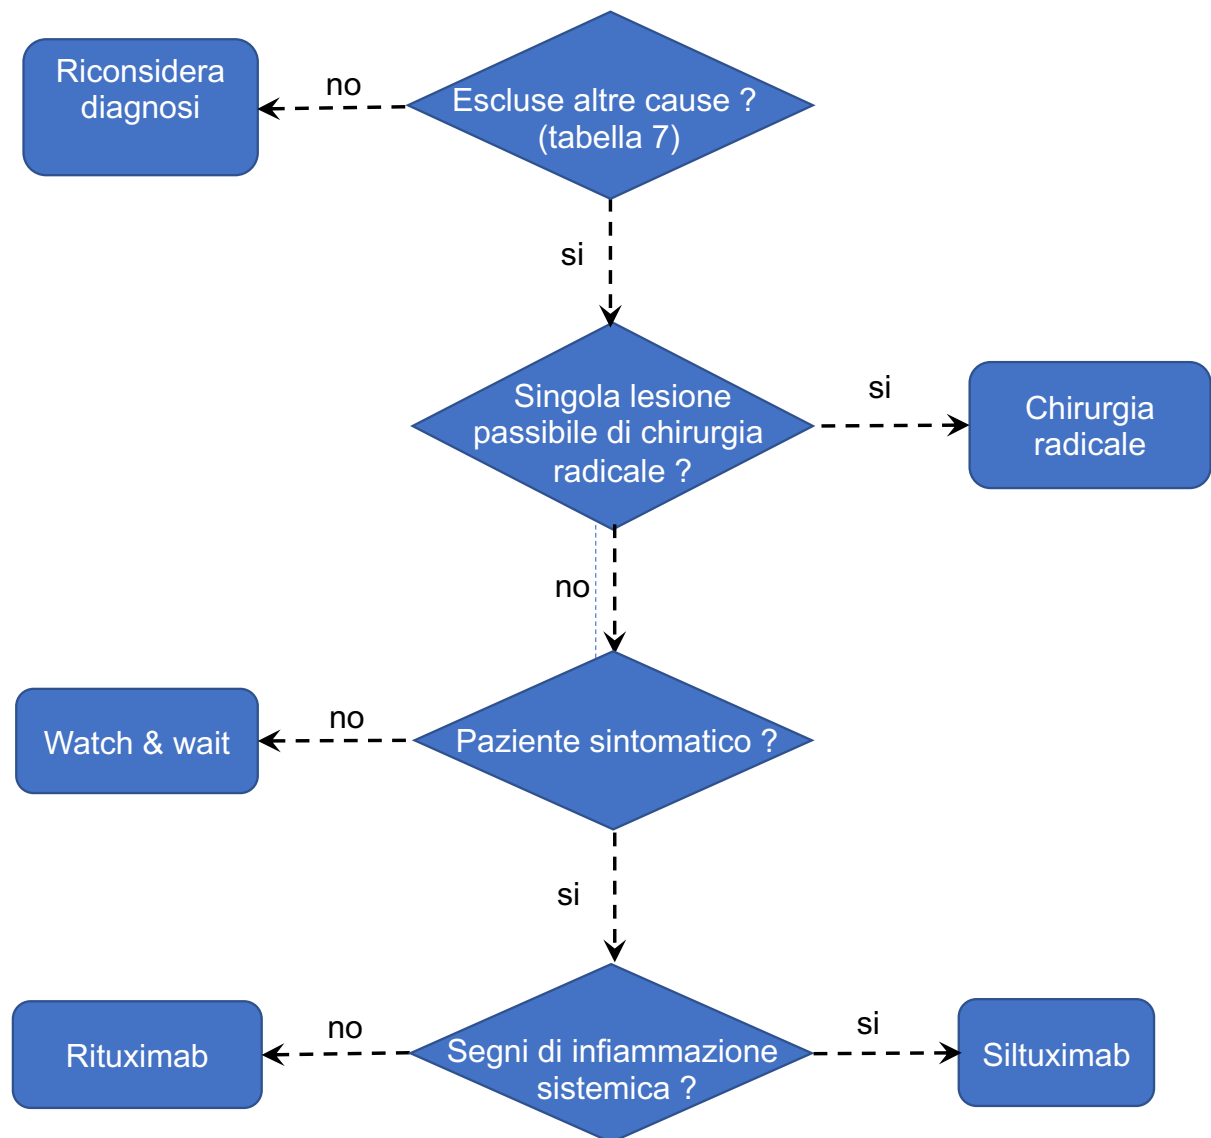 Riconsidera
diagnosi
no
Escluse altre cause ?
(tabella 7)
si
Singola lesione
passibile di chirurgia
radicale ?
si
Chirurgia
radicale
no
Watch & wait
no
Paziente sintomatico ?
si
Rituximab
no
Segni di infiammazione
sistemica ?
si
Siltuximab